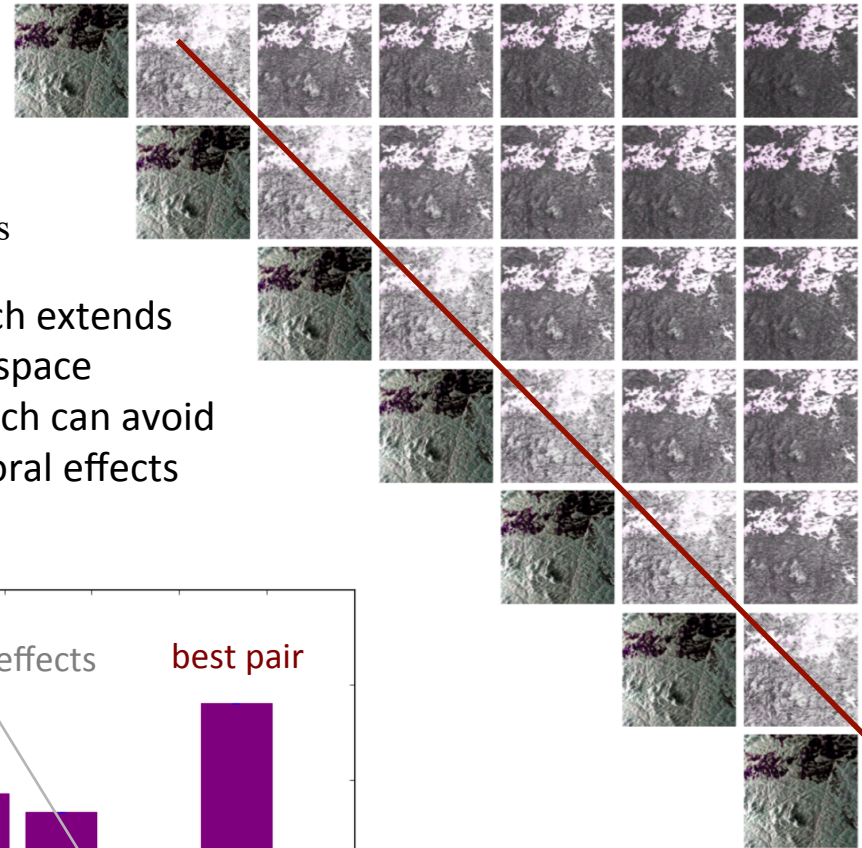 s
ch extends
space
ch can avoid
oral effects
effects
best pair